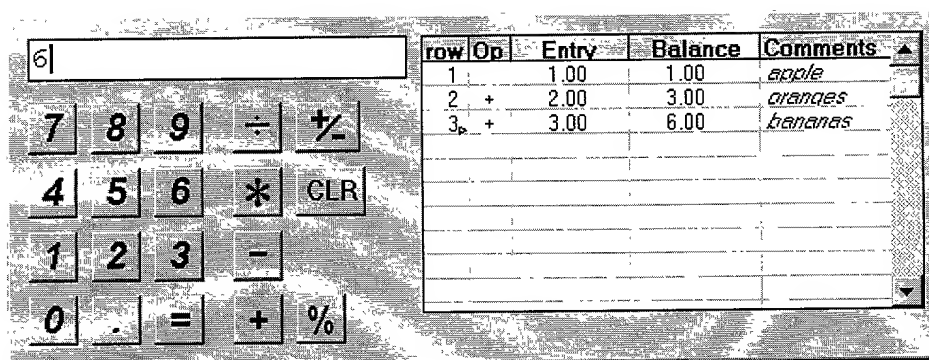 6
7 8 9 ÷ +/-
4 5 6 * CLR
1 2 3 -
0 . = + %
row Op Entry Balance Comments
1 1.00 1.00 apple
2 + 2.00 3.00 oranges
3 + 3.00 6.00 bananas